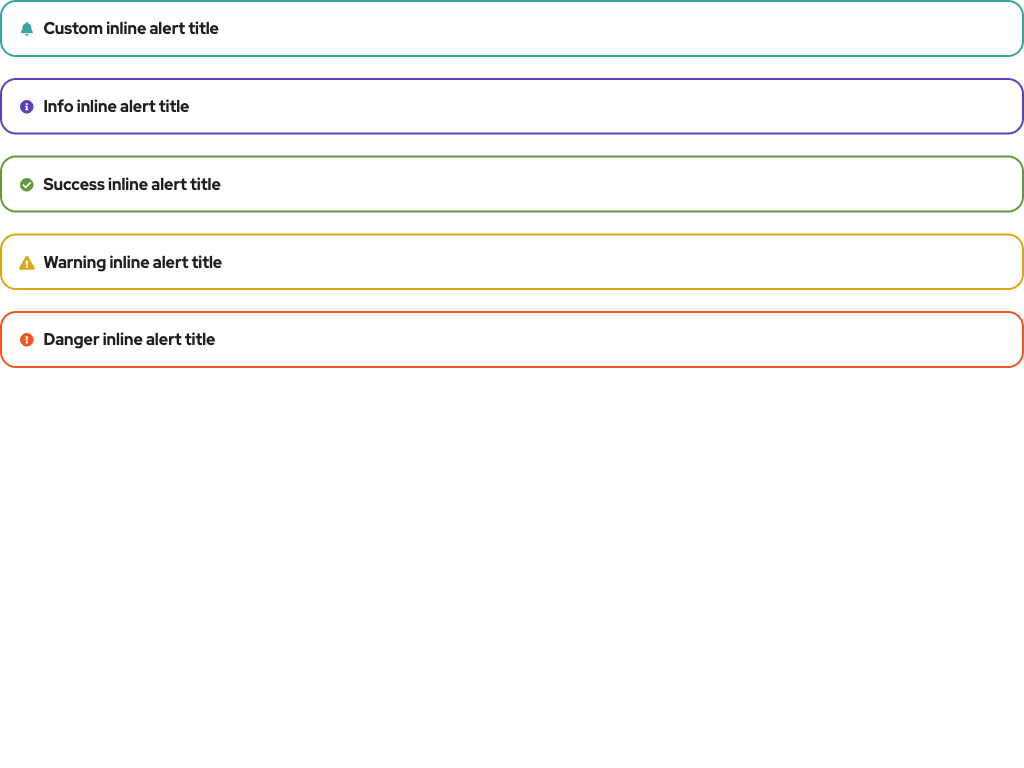 Custom inline alert title
Info inline alert title
Success inline alert title
Warning inline alert title
Danger inline alert title